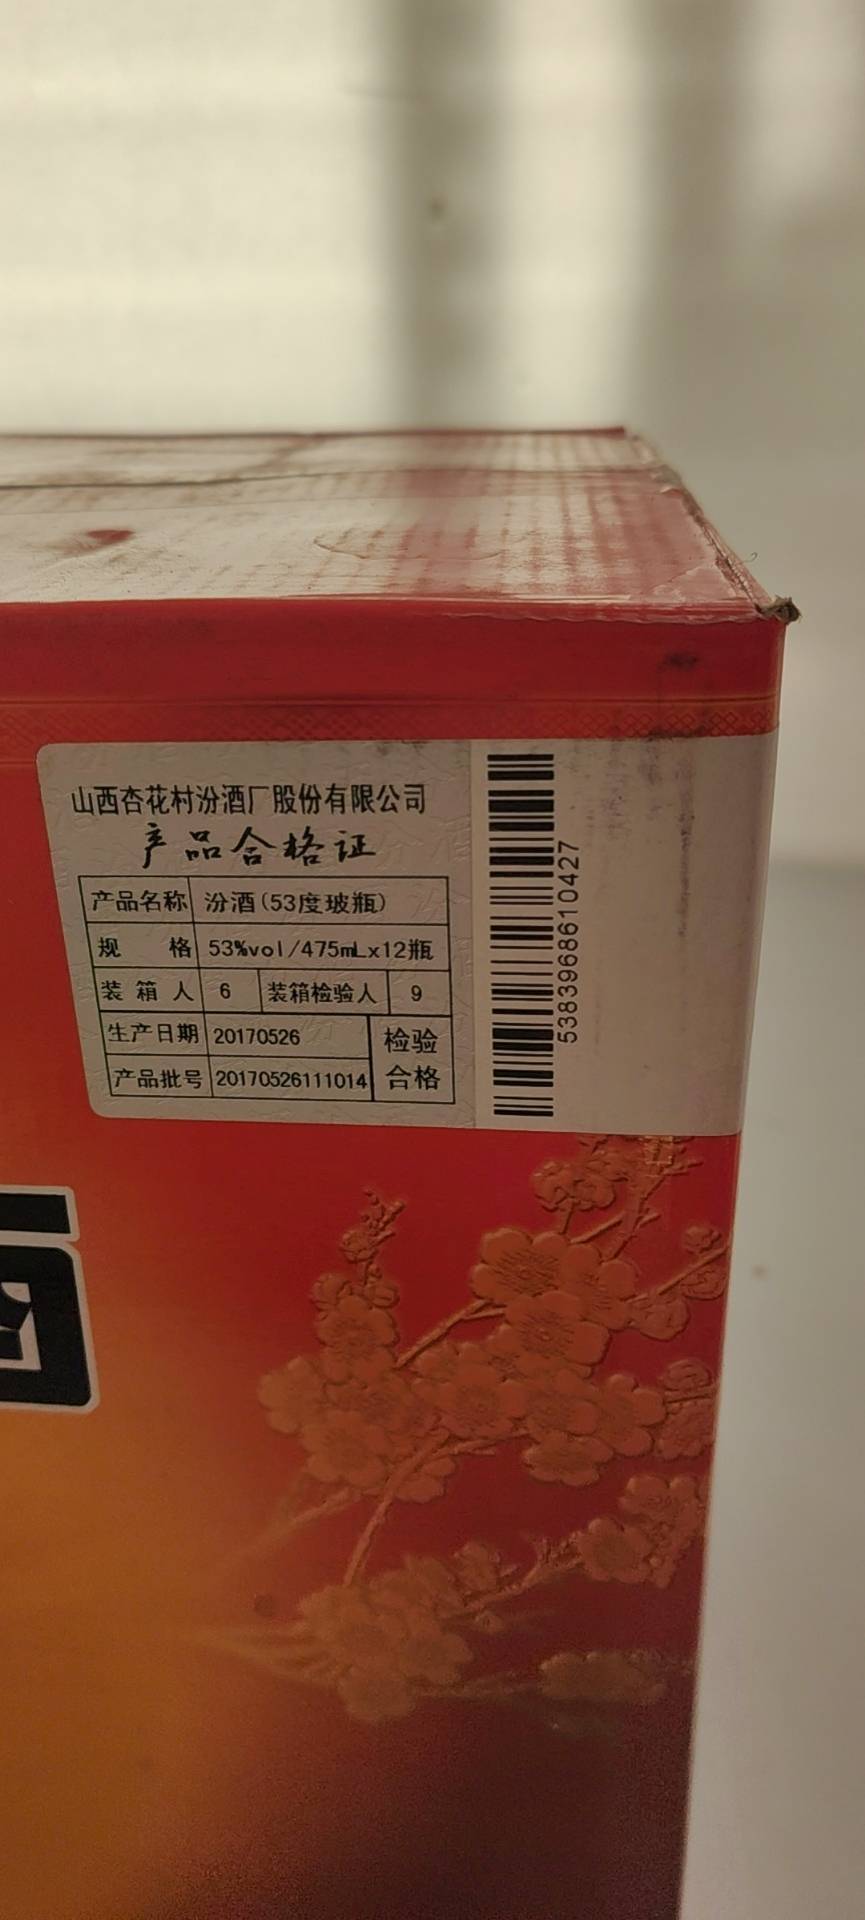 山西杏花村汾酒厂股份有限公司
产品合格证
产品名称 汾酒(53度玻瓶)
规 格 53%vol/475mLx12瓶
装箱人 6 装箱检验人 9
生产日期 20170526 检验
产品批号 20170526111014 合格
53839686​10427